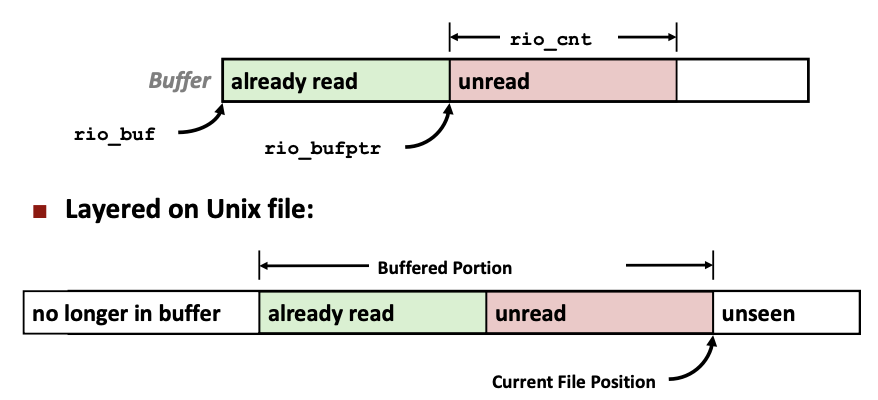 rio_cnt
Buffer
already read
unread
rio_buf
rio_bufptr
■ Layered on Unix file:
Buffered Portion
no longer in buffer
already read
unread
unseen
Current File Position